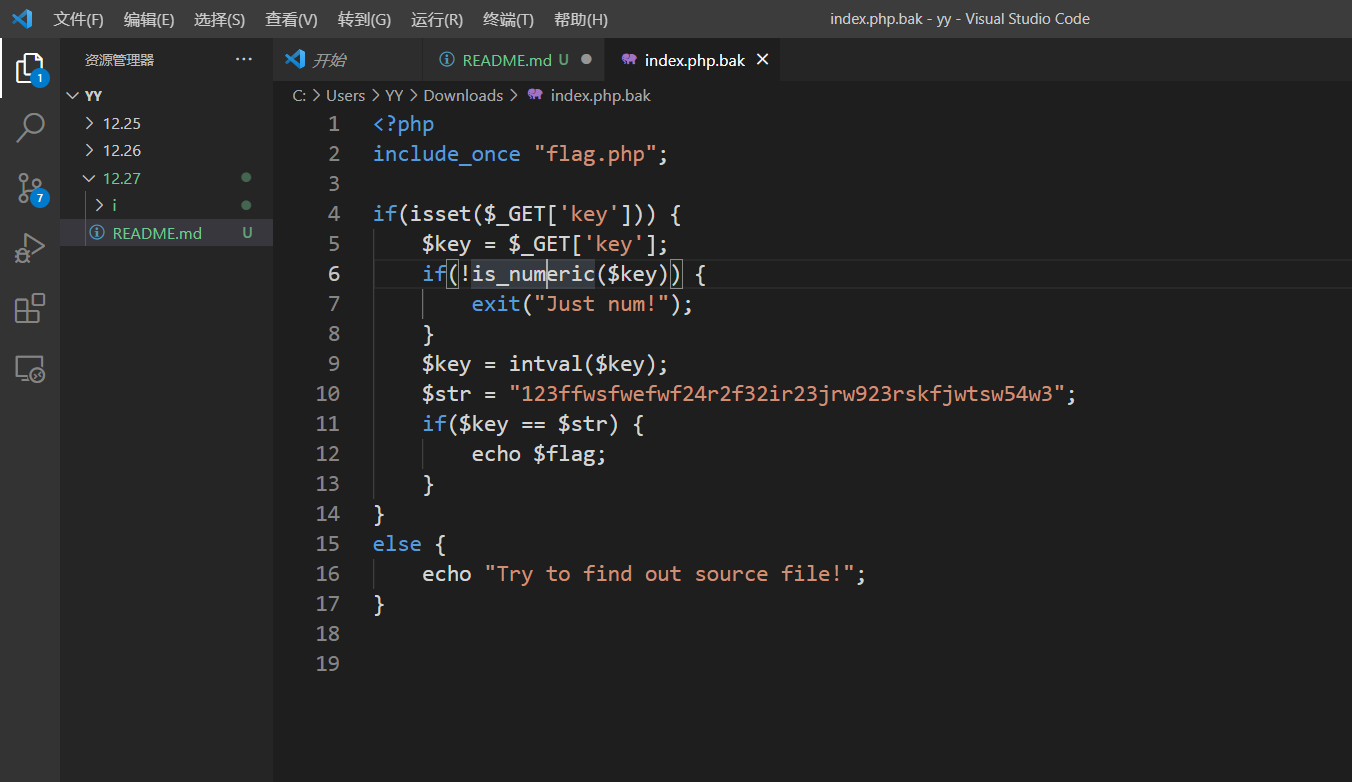 文件(F) 编辑(E) 选择(S) 查看(V) 转到(G) 运行(R) 终端(T) 帮助(H) index.php.bak - yy - Visual Studio Code
资源管理器 ···
开始 README.md U ● index.php.bak ×
1
YY
C: > Users > YY > Downloads > index.php.bak
12.25
12.26
12.27
7
i
README.md U
1 <?php
2 include_once "flag.php";
3
4 if(isset($_GET['key'])) {
5     $key = $_GET['key'];
6     if(!is_numeric($key)) {
7         exit("Just num!");
8     }
9     $key = intval($key);
10     $str = "123ffwsfwefwf24r2f32ir23jrw923rskfjwtsw54w3";
11     if($key == $str) {
12         echo $flag;
13     }
14 }
15 else {
16     echo "Try to find out source file!";
17 }
18
19